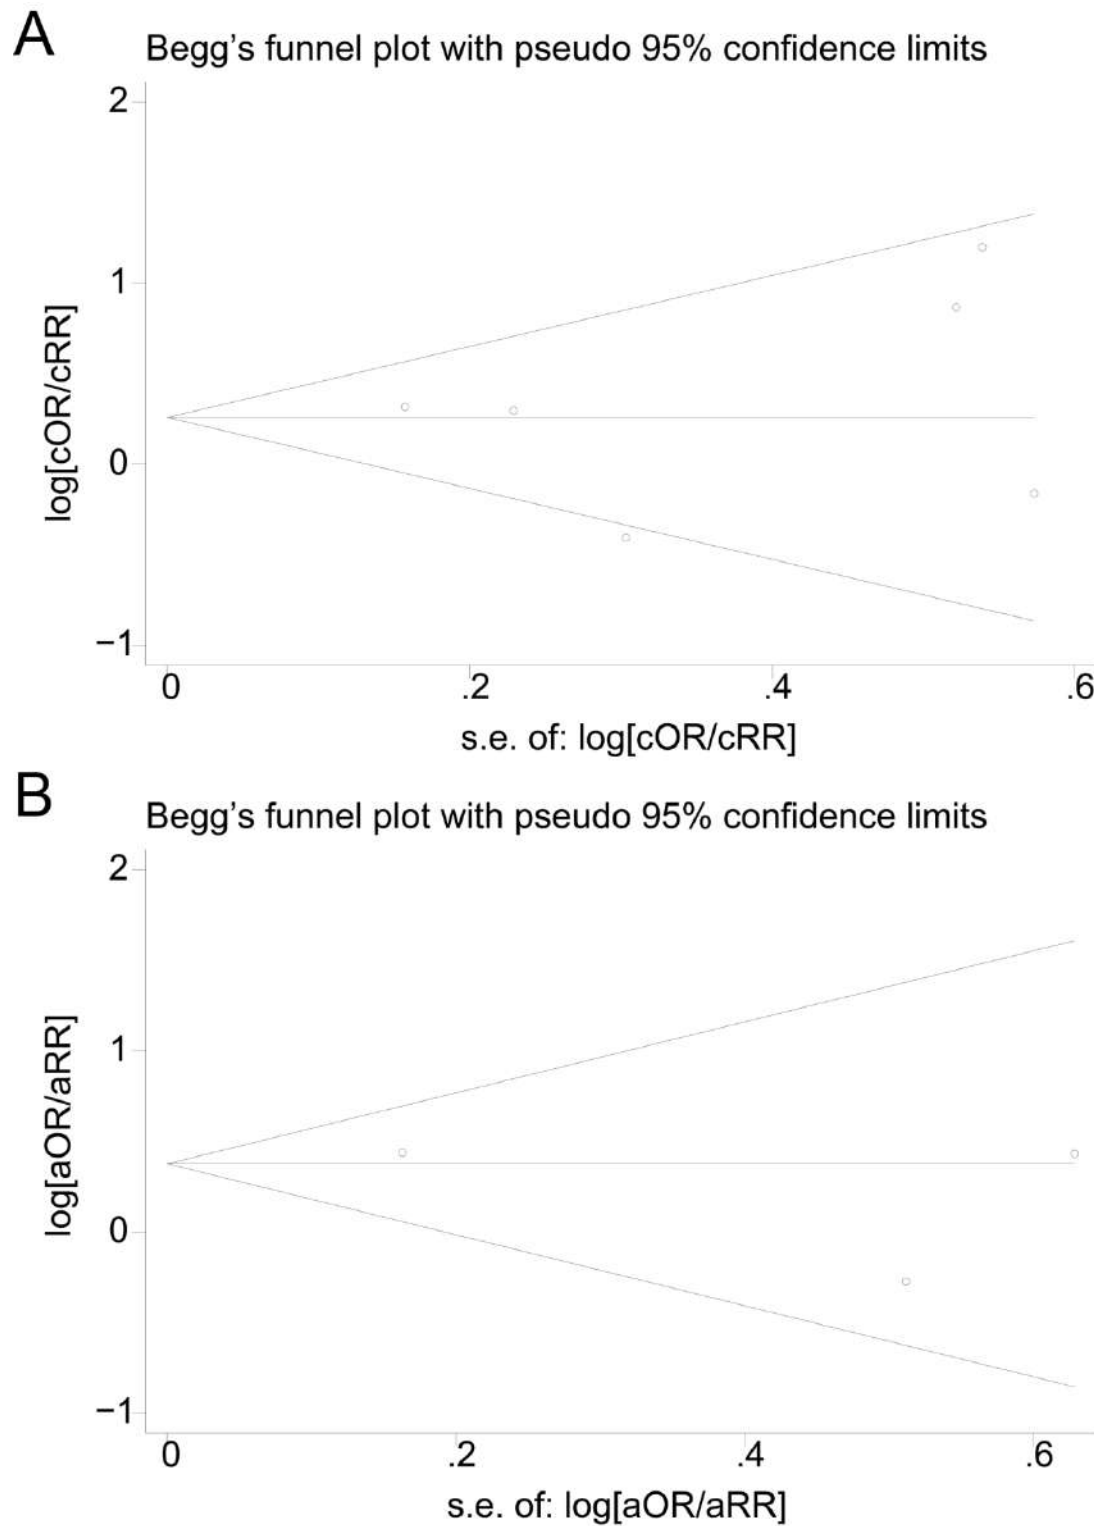 A
Begg’s funnel plot with pseudo 95% confidence limits
2
1
0
−1
log[cOR/cRR]
0 .2 .4 .6
s.e. of: log[cOR/cRR]
B
Begg’s funnel plot with pseudo 95% confidence limits
2
1
0
−1
log[aOR/aRR]
0 .2 .4 .6
s.e. of: log[aOR/aRR]